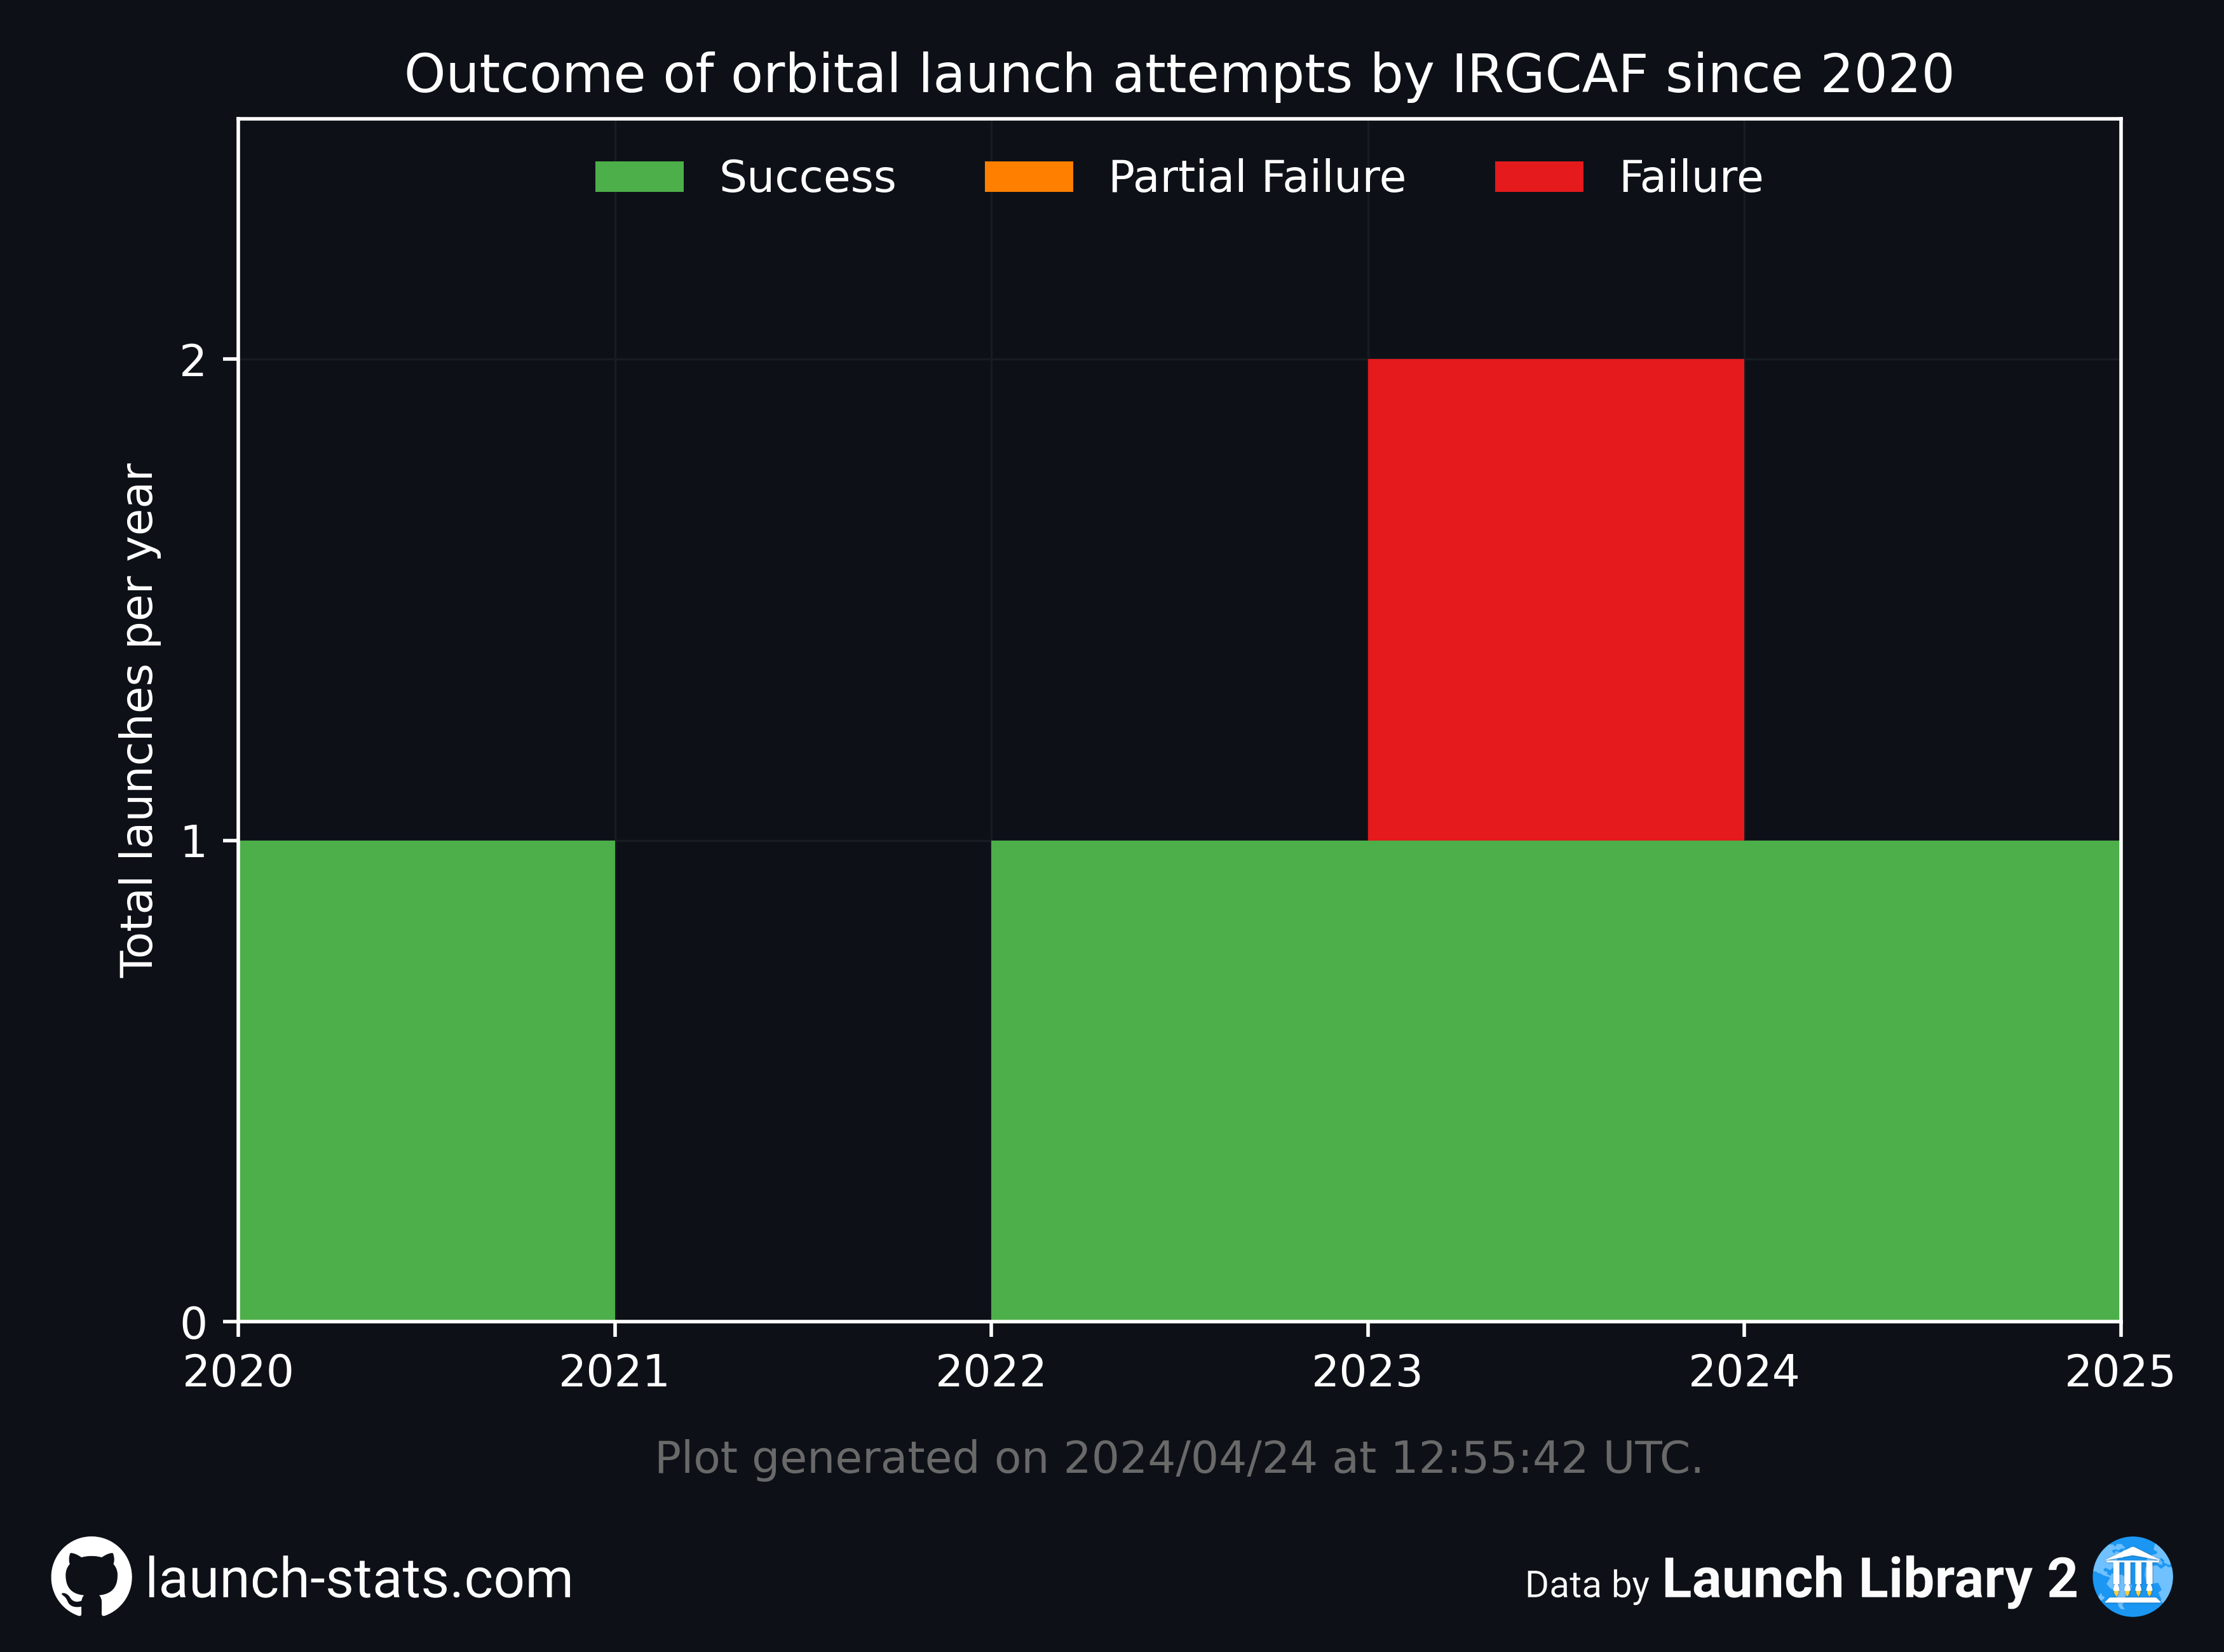 Outcome of orbital launch attempts by IRGCAF since 2020
Success
Partial Failure
Failure
Total launches per year
2
1
0
2020
2021
2022
2023
2024
2025
Plot generated on 2024/04/24 at 12:55:42 UTC.
launch-stats.com
Data by Launch Library 2